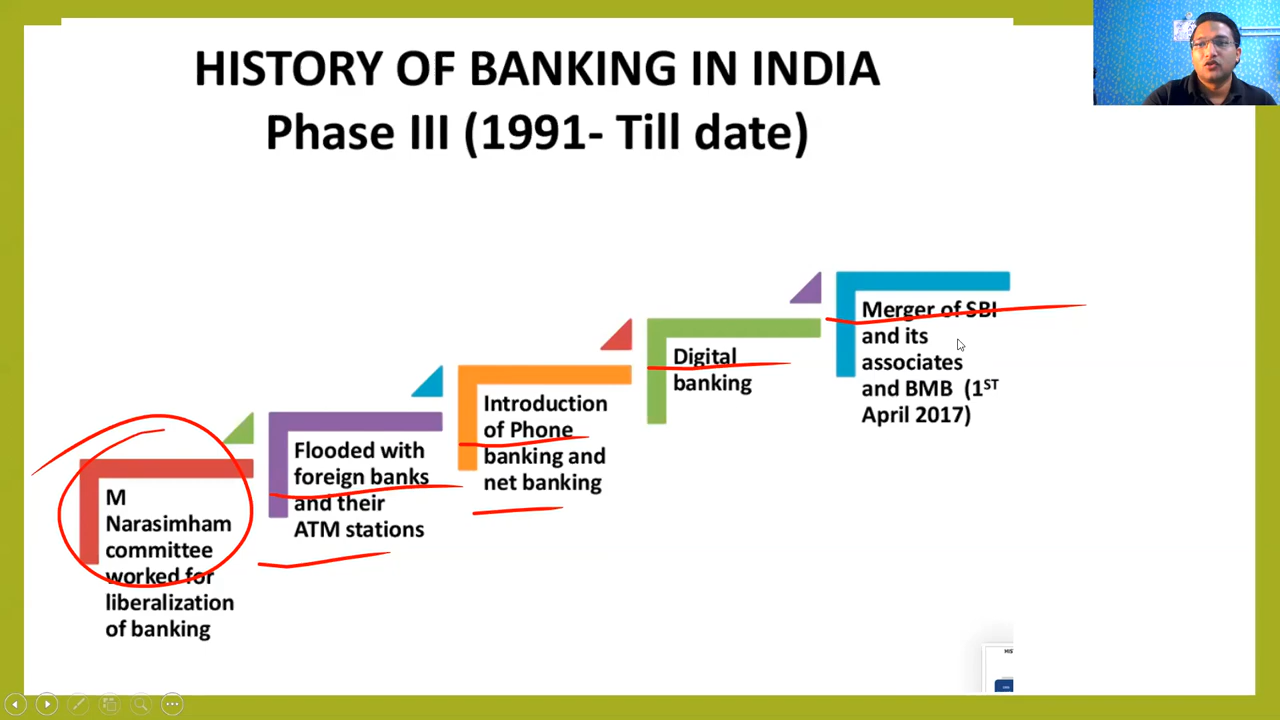 HISTORY OF BANKING IN INDIA
Phase III (1991- Till date)
M
Narasimham
committee
worked for
liberalization
of banking
Flooded with
foreign banks
and their
ATM stations
Introduction
of Phone
banking and
net banking
Digital
banking
Merger of SBI
and its
associates
and BMB (1ST
April 2017)